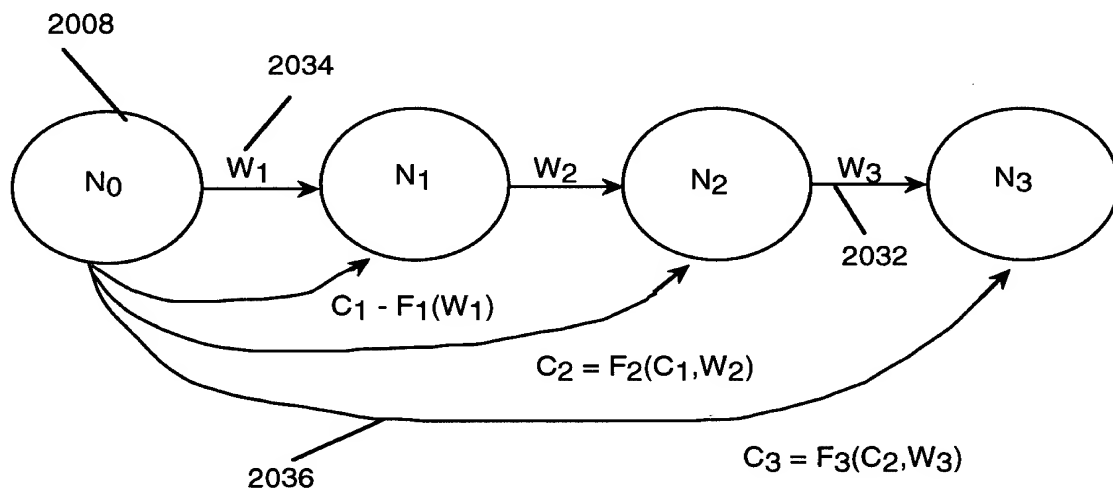 2008
2034
N0
W1
N1
W2
N2
W3
N3
2032
C1 - F1(W1)
C2 = F2(C1,W2)
2036
C3 = F3(C2,W3)